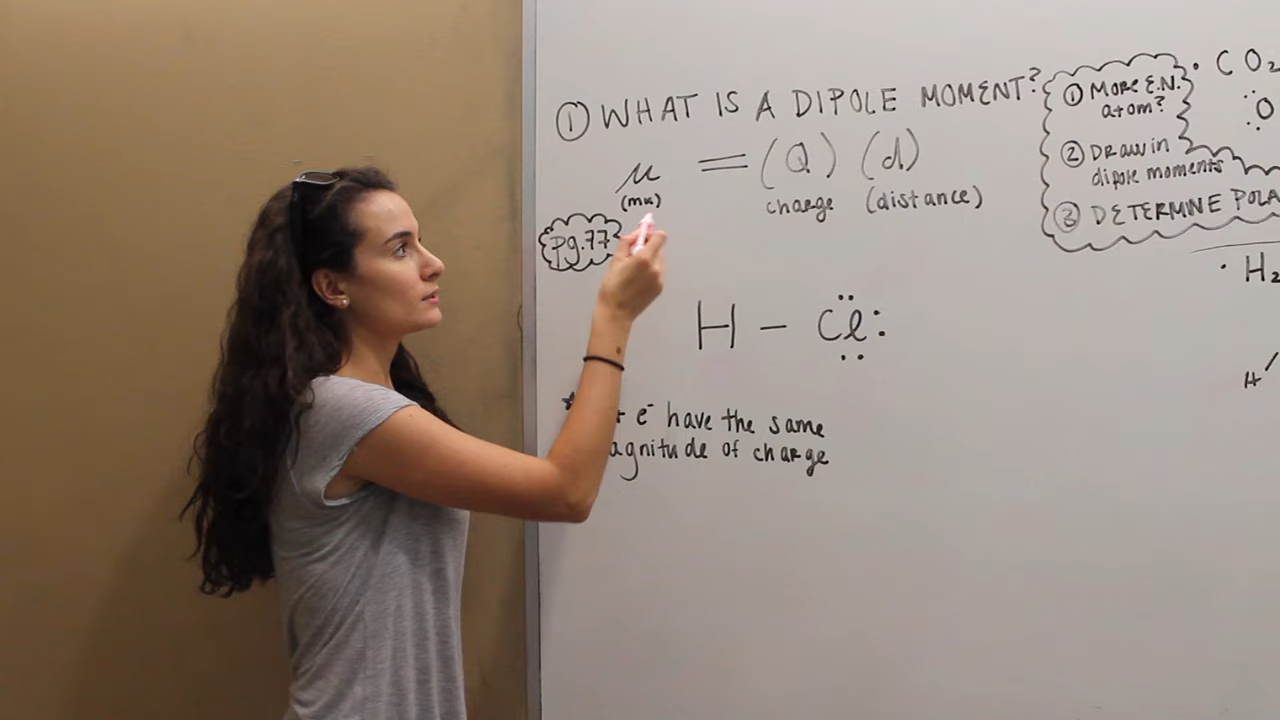 ① WHAT IS A DIPOLE MOMENT?
μ = (Q) (d)
(mu) charge (distance)
pg.77
H – Cl
e⁻ have the same
agnitude of charge
① MORE E.N.
atom?
② DRAW in
dipole moments
③ DETERMINE POLA
• CO₂
O
• H₂
H